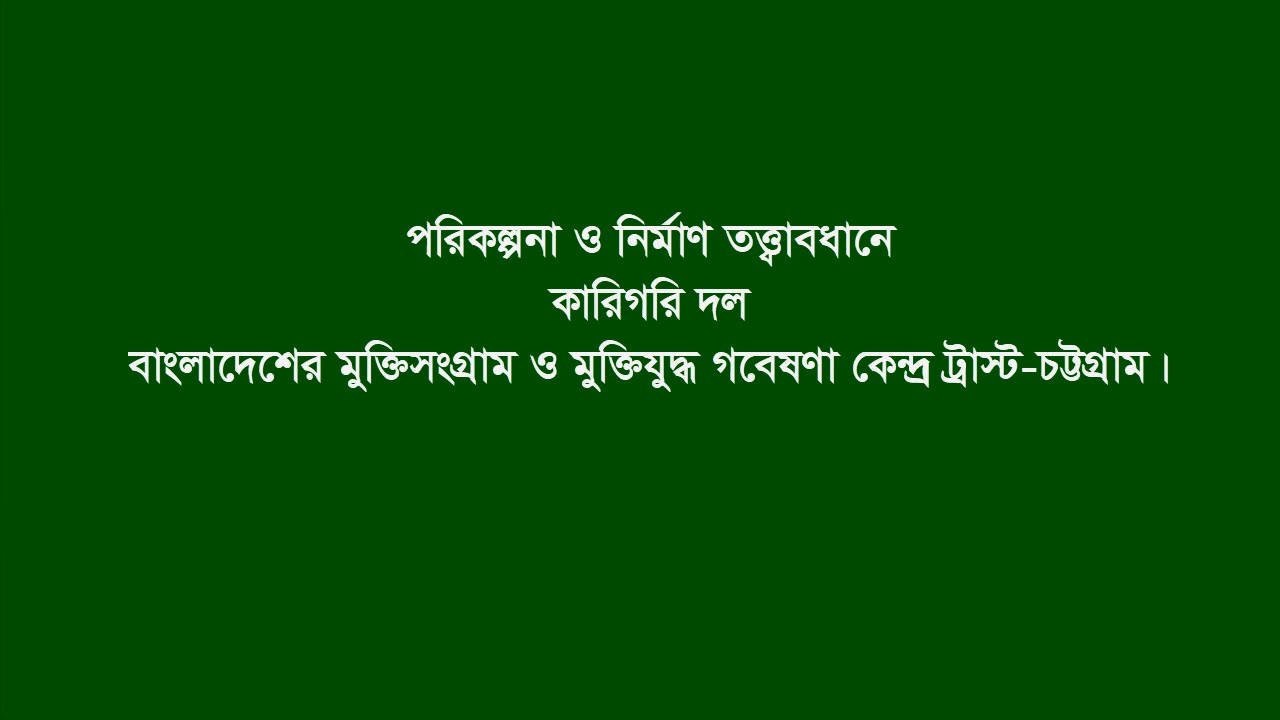 পরিকল্পনা ও নির্মাণ তত্ত্বাবধানে
কারিগরি দল
বাংলাদেশের মুক্তিসংগ্রাম ও মুক্তিযুদ্ধ গবেষণা কেন্দ্র ট্রাস্ট-চট্টগ্রাম।